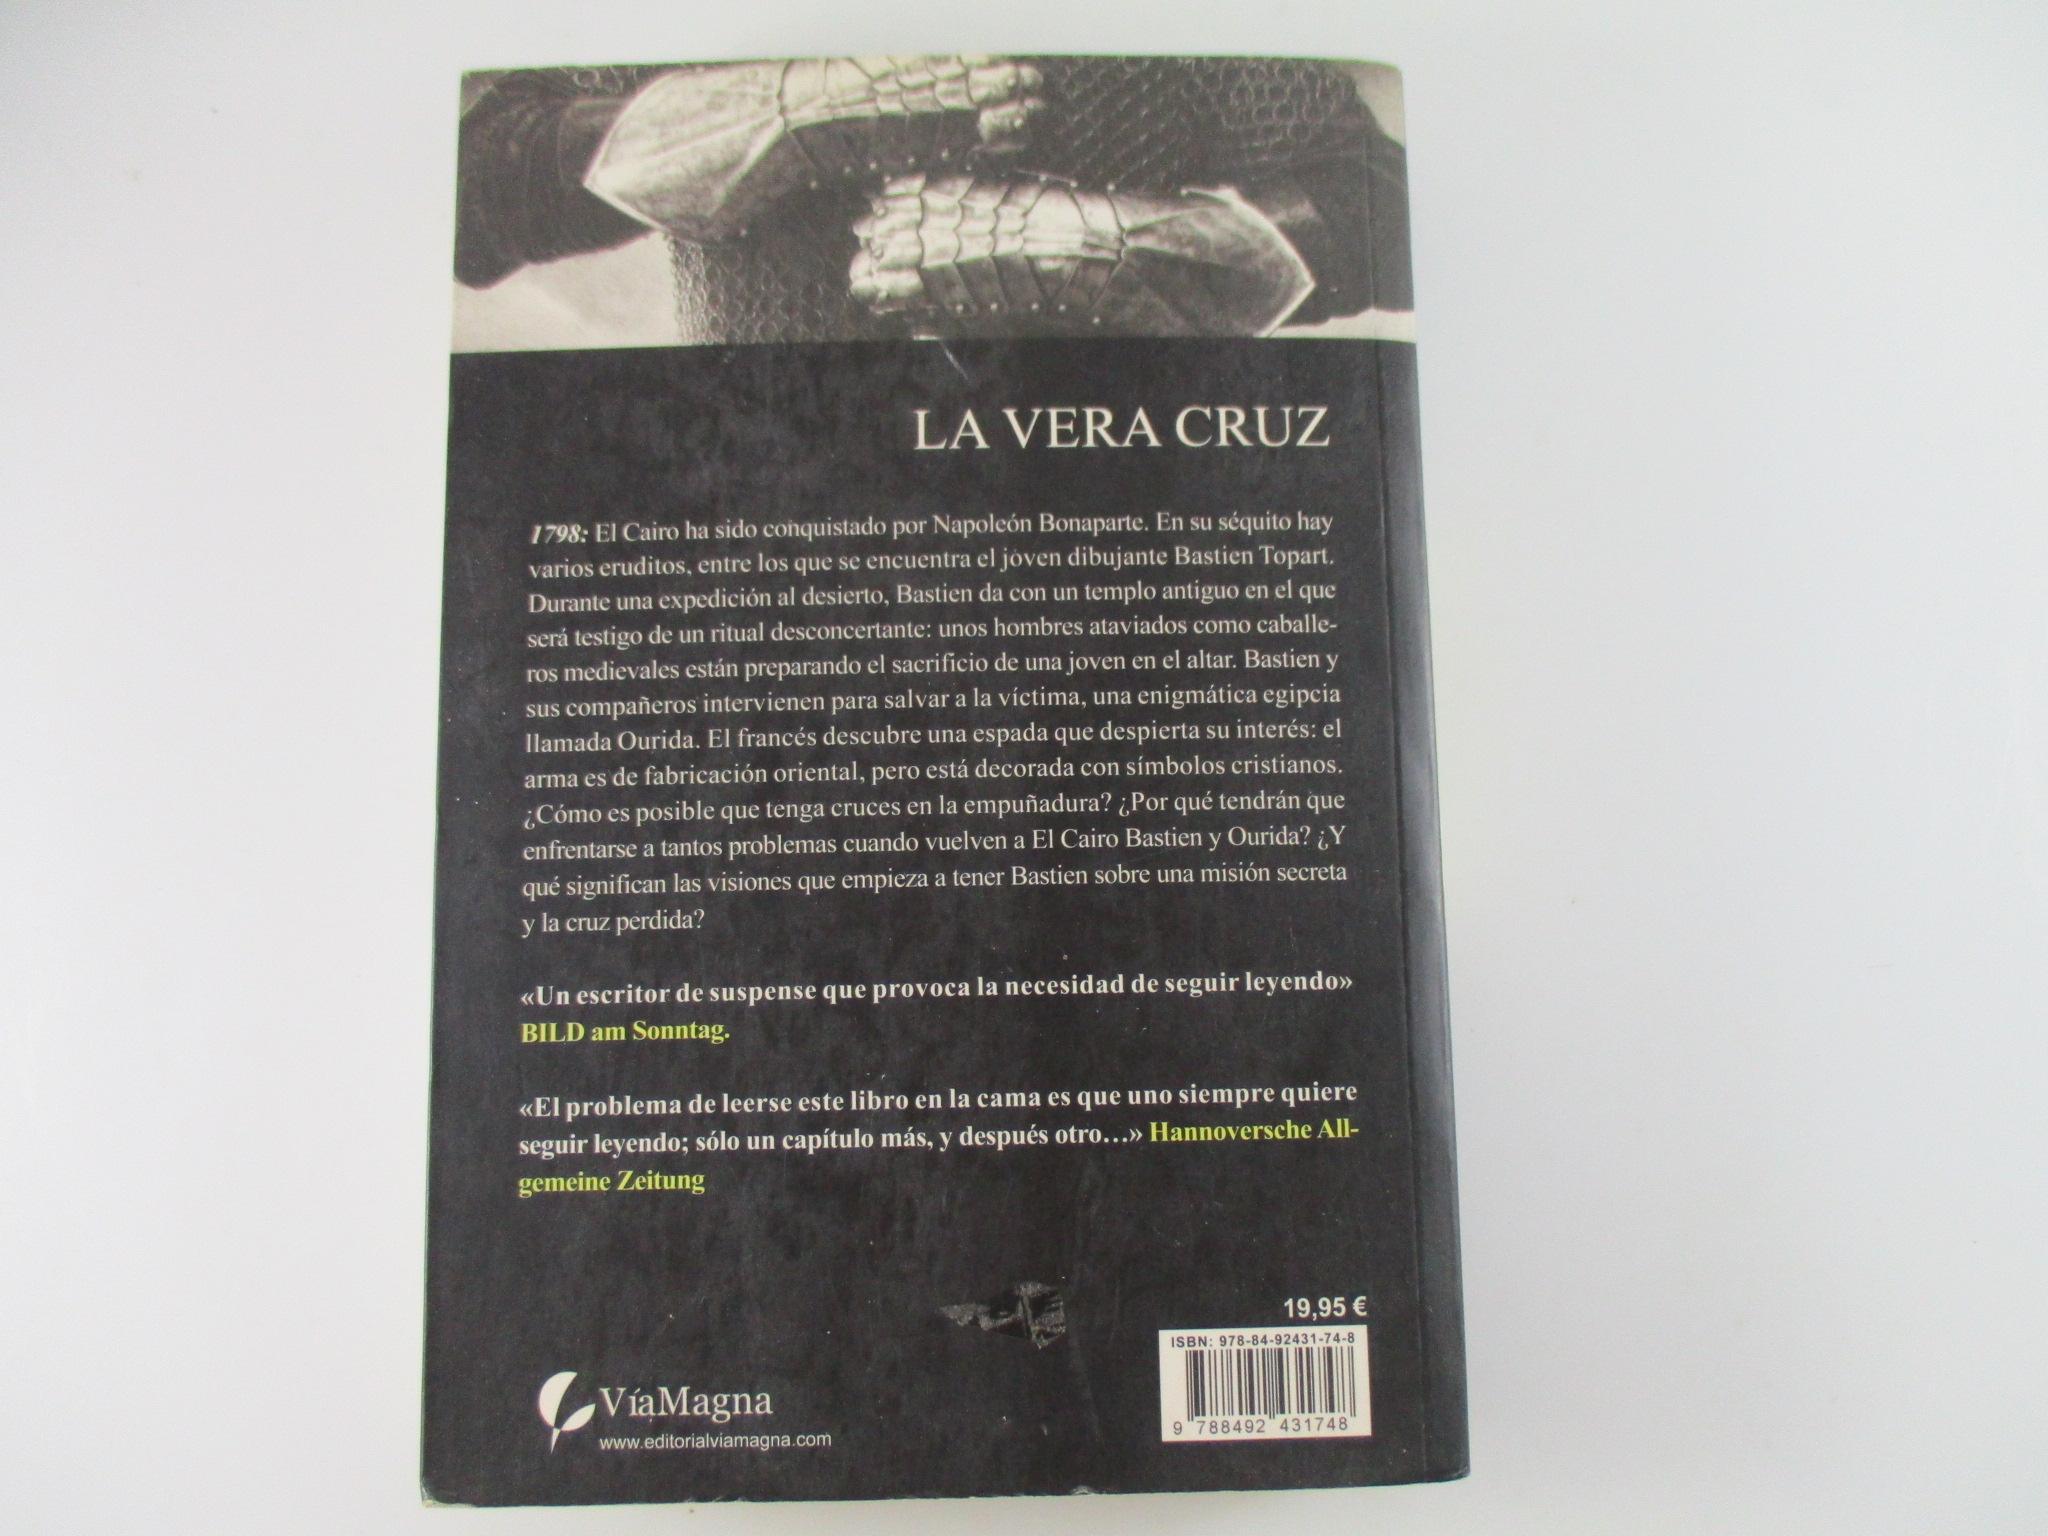 LA VERA CRUZ
1798: El Cairo ha sido conquistado por Napoleón Bonaparte. En su séquito hay
varios eruditos, entre los que se encuentra el joven dibujante Bastien Topart.
Durante una expedición al desierto, Bastien da con un templo antiguo en el que
será testigo de un ritual desconcertante: unos hombres ataviados como caballe-
ros medievales están preparando el sacrificio de una joven en el altar. Bastien y
sus compañeros intervienen para salvar a la víctima, una enigmática egipcia
llamada Ourida. El francés descubre una espada que despierta su interés: el
arma es de fabricación oriental, pero está decorada con símbolos cristianos.
¿Cómo es posible que tenga cruces en la empuñadura? ¿Por qué tendrán que
enfrentarse a tantos problemas cuando vuelven a El Cairo Bastien y Ourida? ¿Y
qué significan las visiones que empieza a tener Bastien sobre una misión secreta
y la cruz perdida?
«Un escritor de suspense que provoca la necesidad de seguir leyendo»
BILD am Sonntag.
«El problema de leerse este libro en la cama es que uno siempre quiere
seguir leyendo; sólo un capítulo más, y después otro…» Hannoversche All-
gemeine Zeitung
19,95 €
ISBN: 978-84-92431-74-8
9 788492 431748
VíaMagna
www.editorialviamagna.com